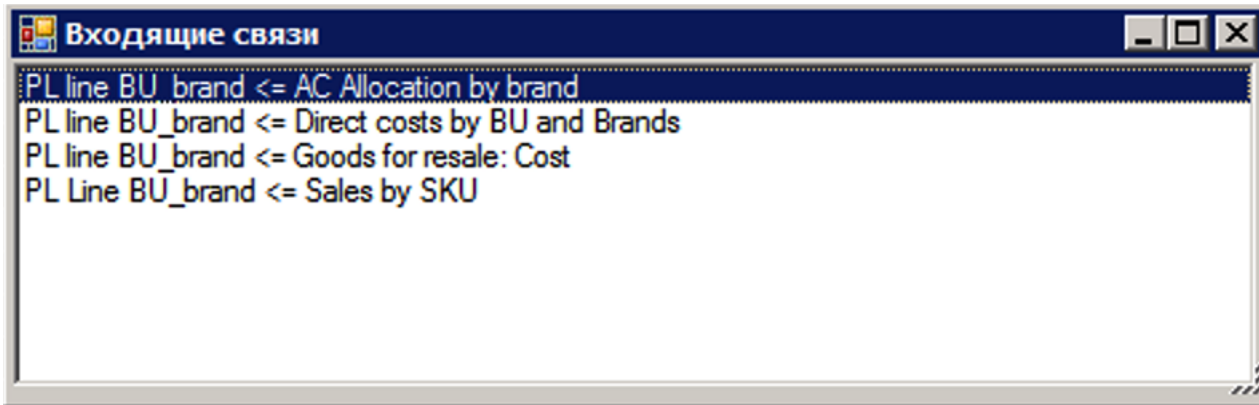 Входящие связи
PL line BU_brand <= AC Allocation by brand
PL line BU_brand <= Direct costs by BU and Brands
PL line BU_brand <= Goods for resale: Cost
PL Line BU_brand <= Sales by SKU